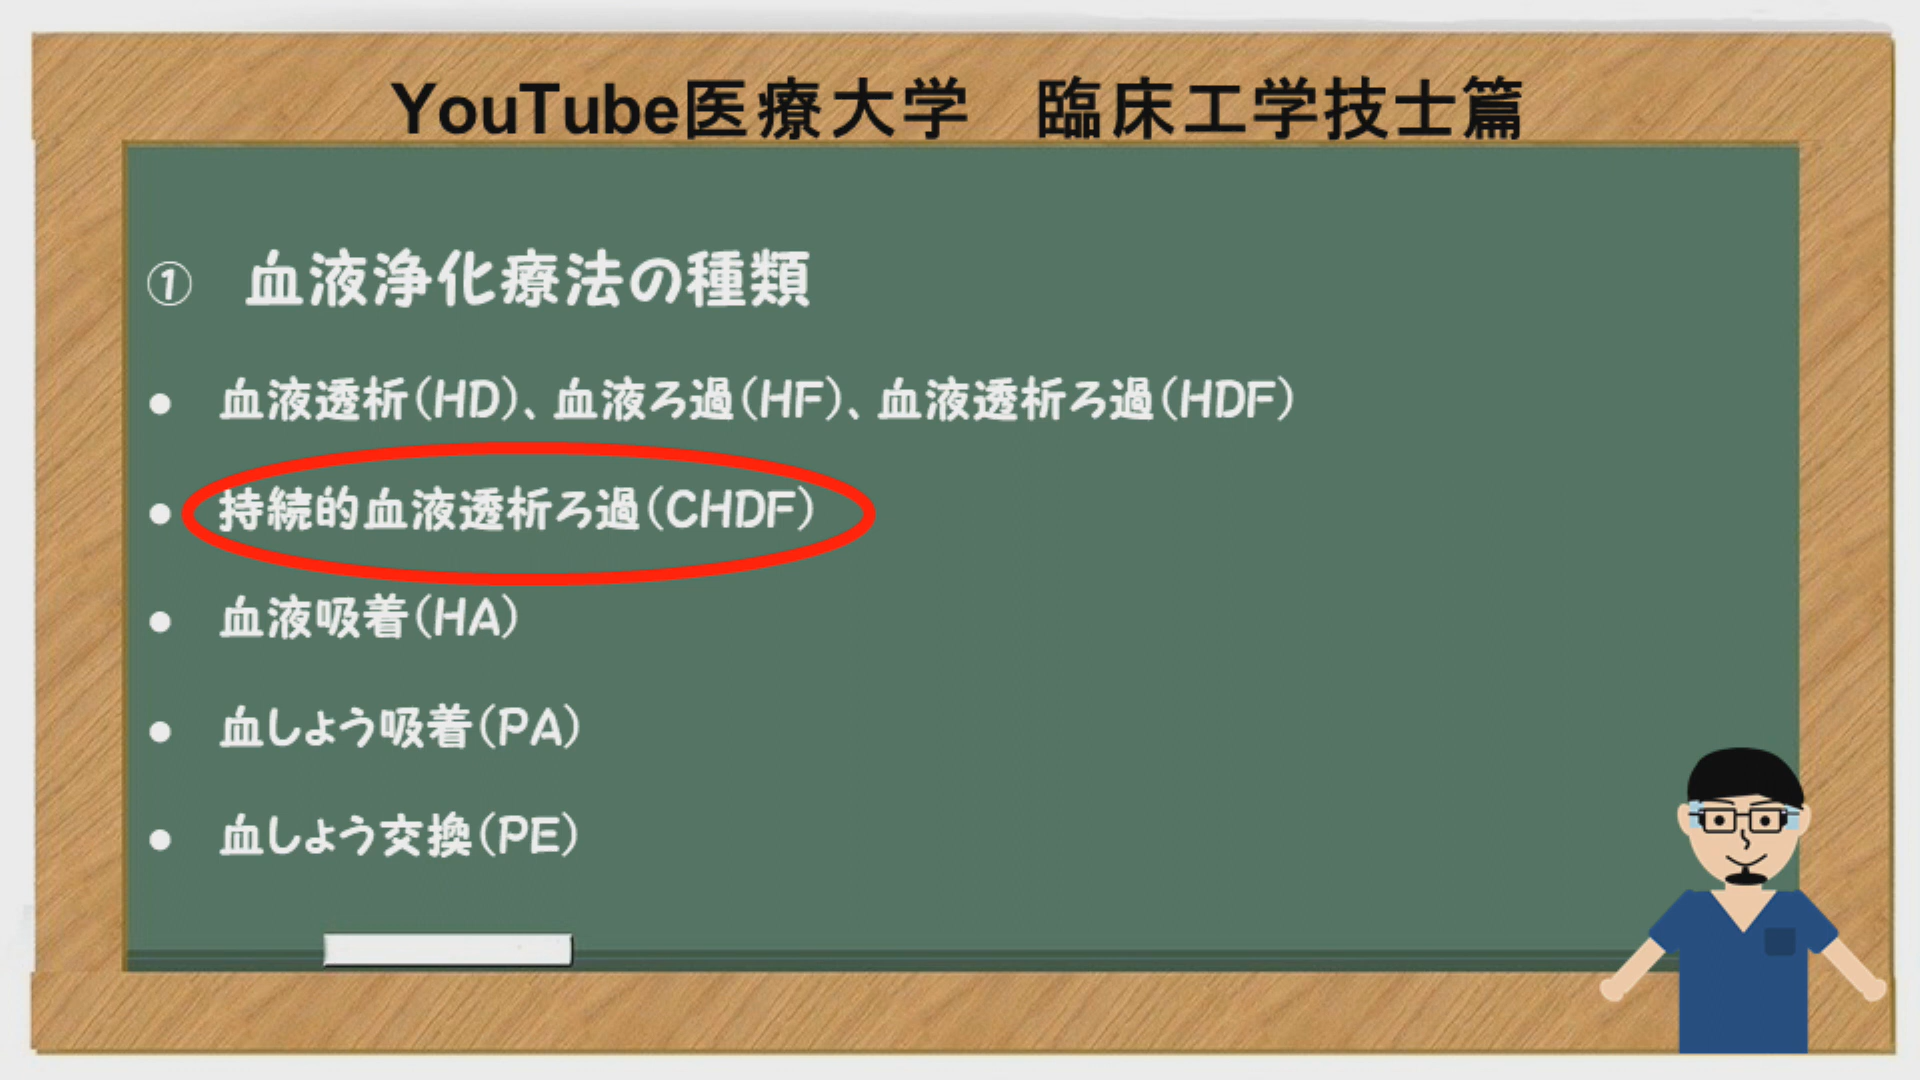 YouTube医療大学　臨床工学技士篇
①　血液浄化療法の種類
● 血液透析(HD)、血液ろ過(HF)、血液透析ろ過(HDF)
● 持続的血液透析ろ過(CHDF)
● 血液吸着(HA)
● 血しょう吸着(PA)
● 血しょう交換(PE)